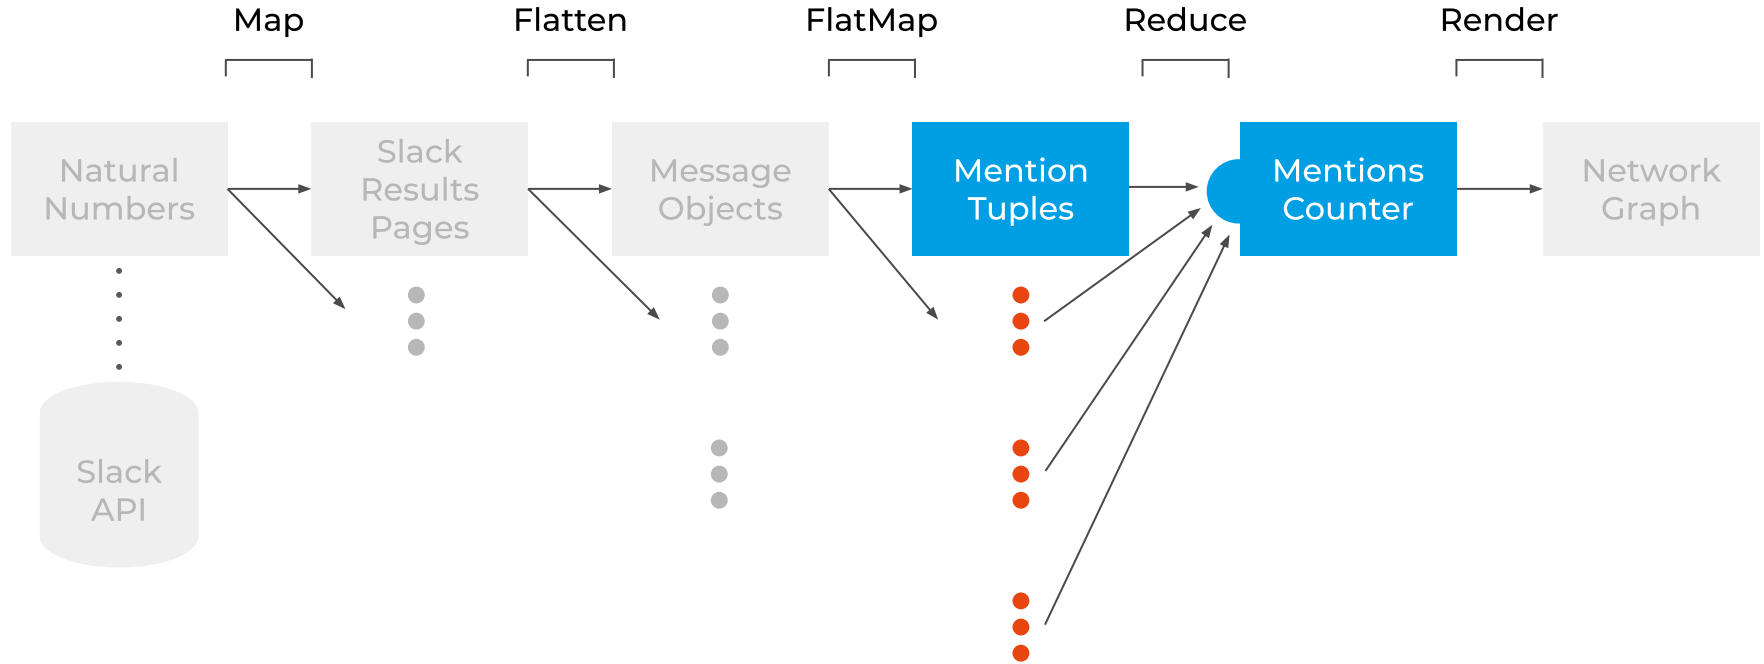 Map
Flatten
FlatMap
Reduce
Render
Natural
Numbers
Slack
Results
Pages
Message
Objects
Mention
Tuples
Mentions
Counter
Network
Graph
Slack
API